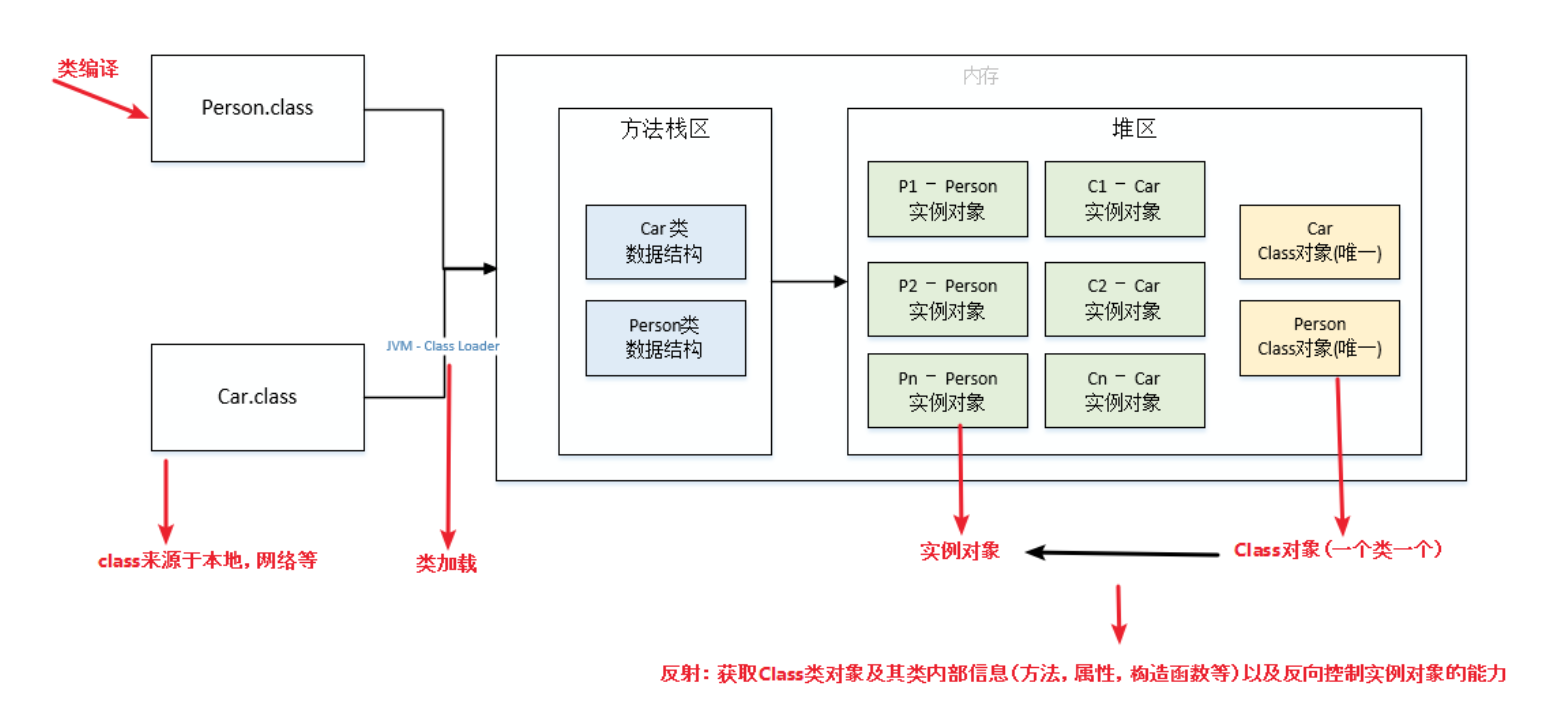 类编译
Person.class
Car.class
JVM - Class Loader
内存
方法栈区
Car 类
数据结构
Person类
数据结构
堆区
P1 - Person
实例对象
C1 - Car
实例对象
P2 - Person
实例对象
C2 - Car
实例对象
Pn - Person
实例对象
Cn - Car
实例对象
Car
Class对象(唯一)
Person
Class对象(唯一)
class来源于本地,网络等
类加载
实例对象
Class对象(一个类一个)
反射: 获取Class类对象及其类内部信息(方法, 属性, 构造函数等)以及反向控制实例对象的能力